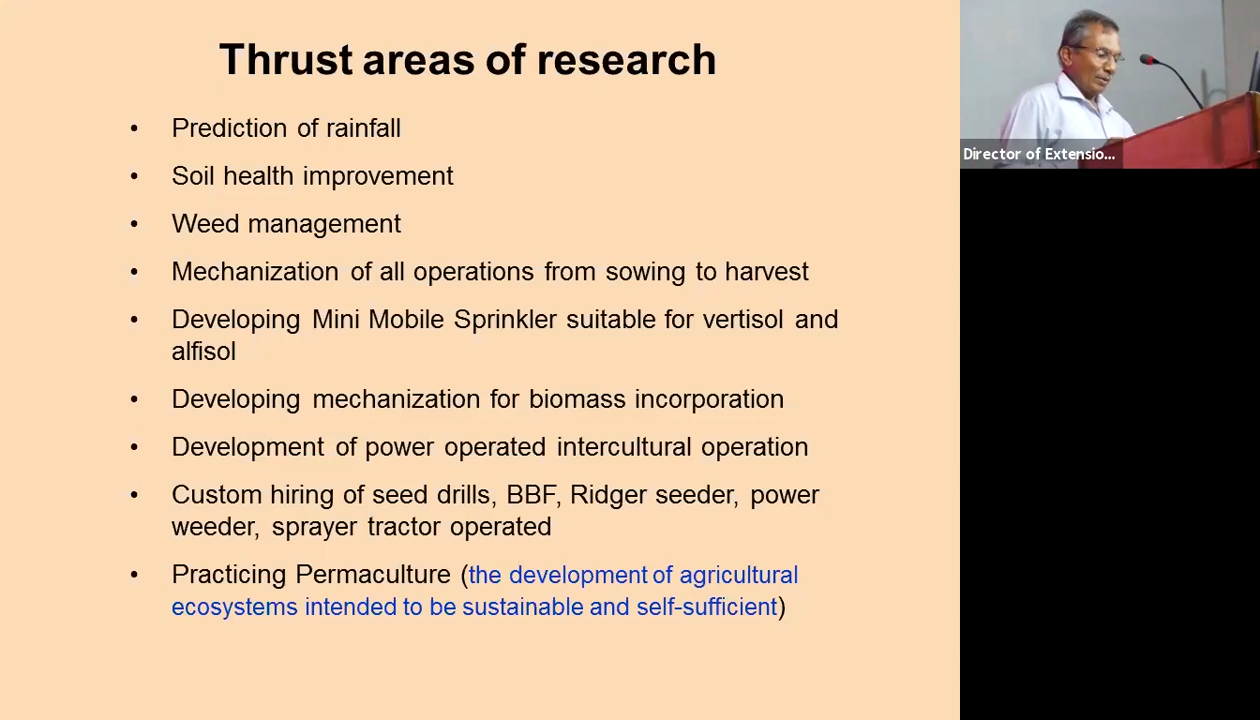 Thrust areas of research
• Prediction of rainfall
• Soil health improvement
• Weed management
• Mechanization of all operations from sowing to harvest
• Developing Mini Mobile Sprinkler suitable for vertisol and
alfisol
• Developing mechanization for biomass incorporation
• Development of power operated intercultural operation
• Custom hiring of seed drills, BBF, Ridger seeder, power
weeder, sprayer tractor operated
• Practicing Permaculture (the development of agricultural
ecosystems intended to be sustainable and self-sufficient)
Director of Extensio...